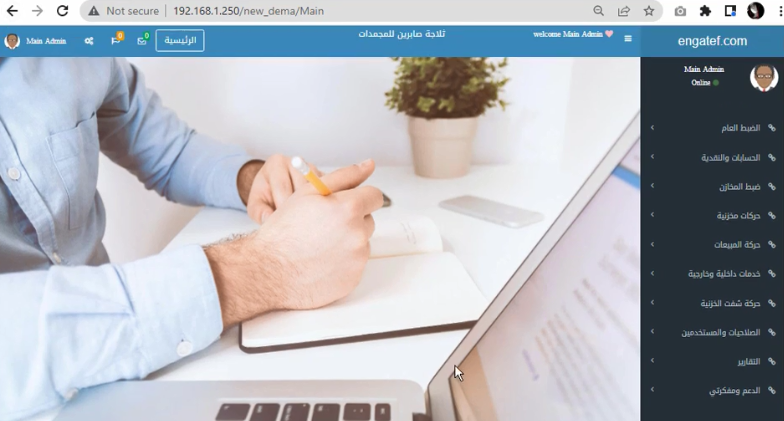 Not secure | 192.168.1.250/new_dema/Main
engatef.com
welcome Main Admin
ثلاجة صابرين للمجمدات
الرئيسية
0
0
Main Admin
Main Admin
Online
الضبط العام
الحسابات والنقدية
ضبط المخازن
حركات مخزنية
حركة المبيعات
خدمات داخلية وخارجية
حركة شفت الخزنية
الصلاحيات والمستخدمين
التقارير
الدعم ومفكرتي